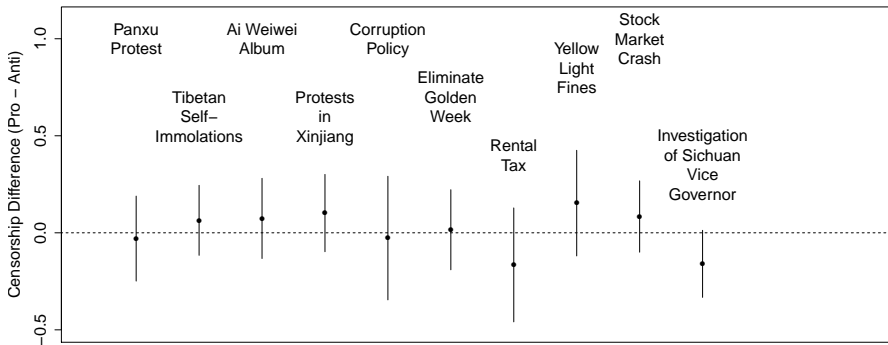 Censorship Difference (Pro − Anti)
1.0
0.5
0.0
−0.5
Panxu
Protest
Tibetan
Self−
Immolations
Ai Weiwei
Album
Protests
in
Xinjiang
Corruption
Policy
Eliminate
Golden
Week
Rental
Tax
Yellow
Light
Fines
Stock
Market
Crash
Investigation
of Sichuan
Vice
Governor